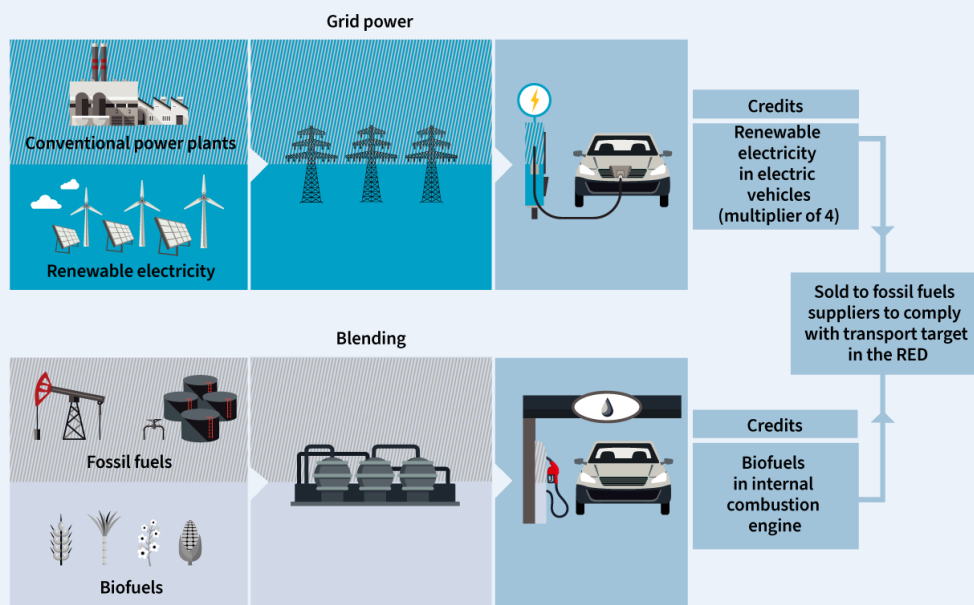 Grid power
Conventional power plants
Renewable electricity
Credits
Renewable
electricity
in electric
vehicles
(multiplier of 4)
Sold to fossil fuels
suppliers to comply
with transport target
in the RED
Blending
Fossil fuels
Biofuels
Credits
Biofuels
in internal
combustion
engine